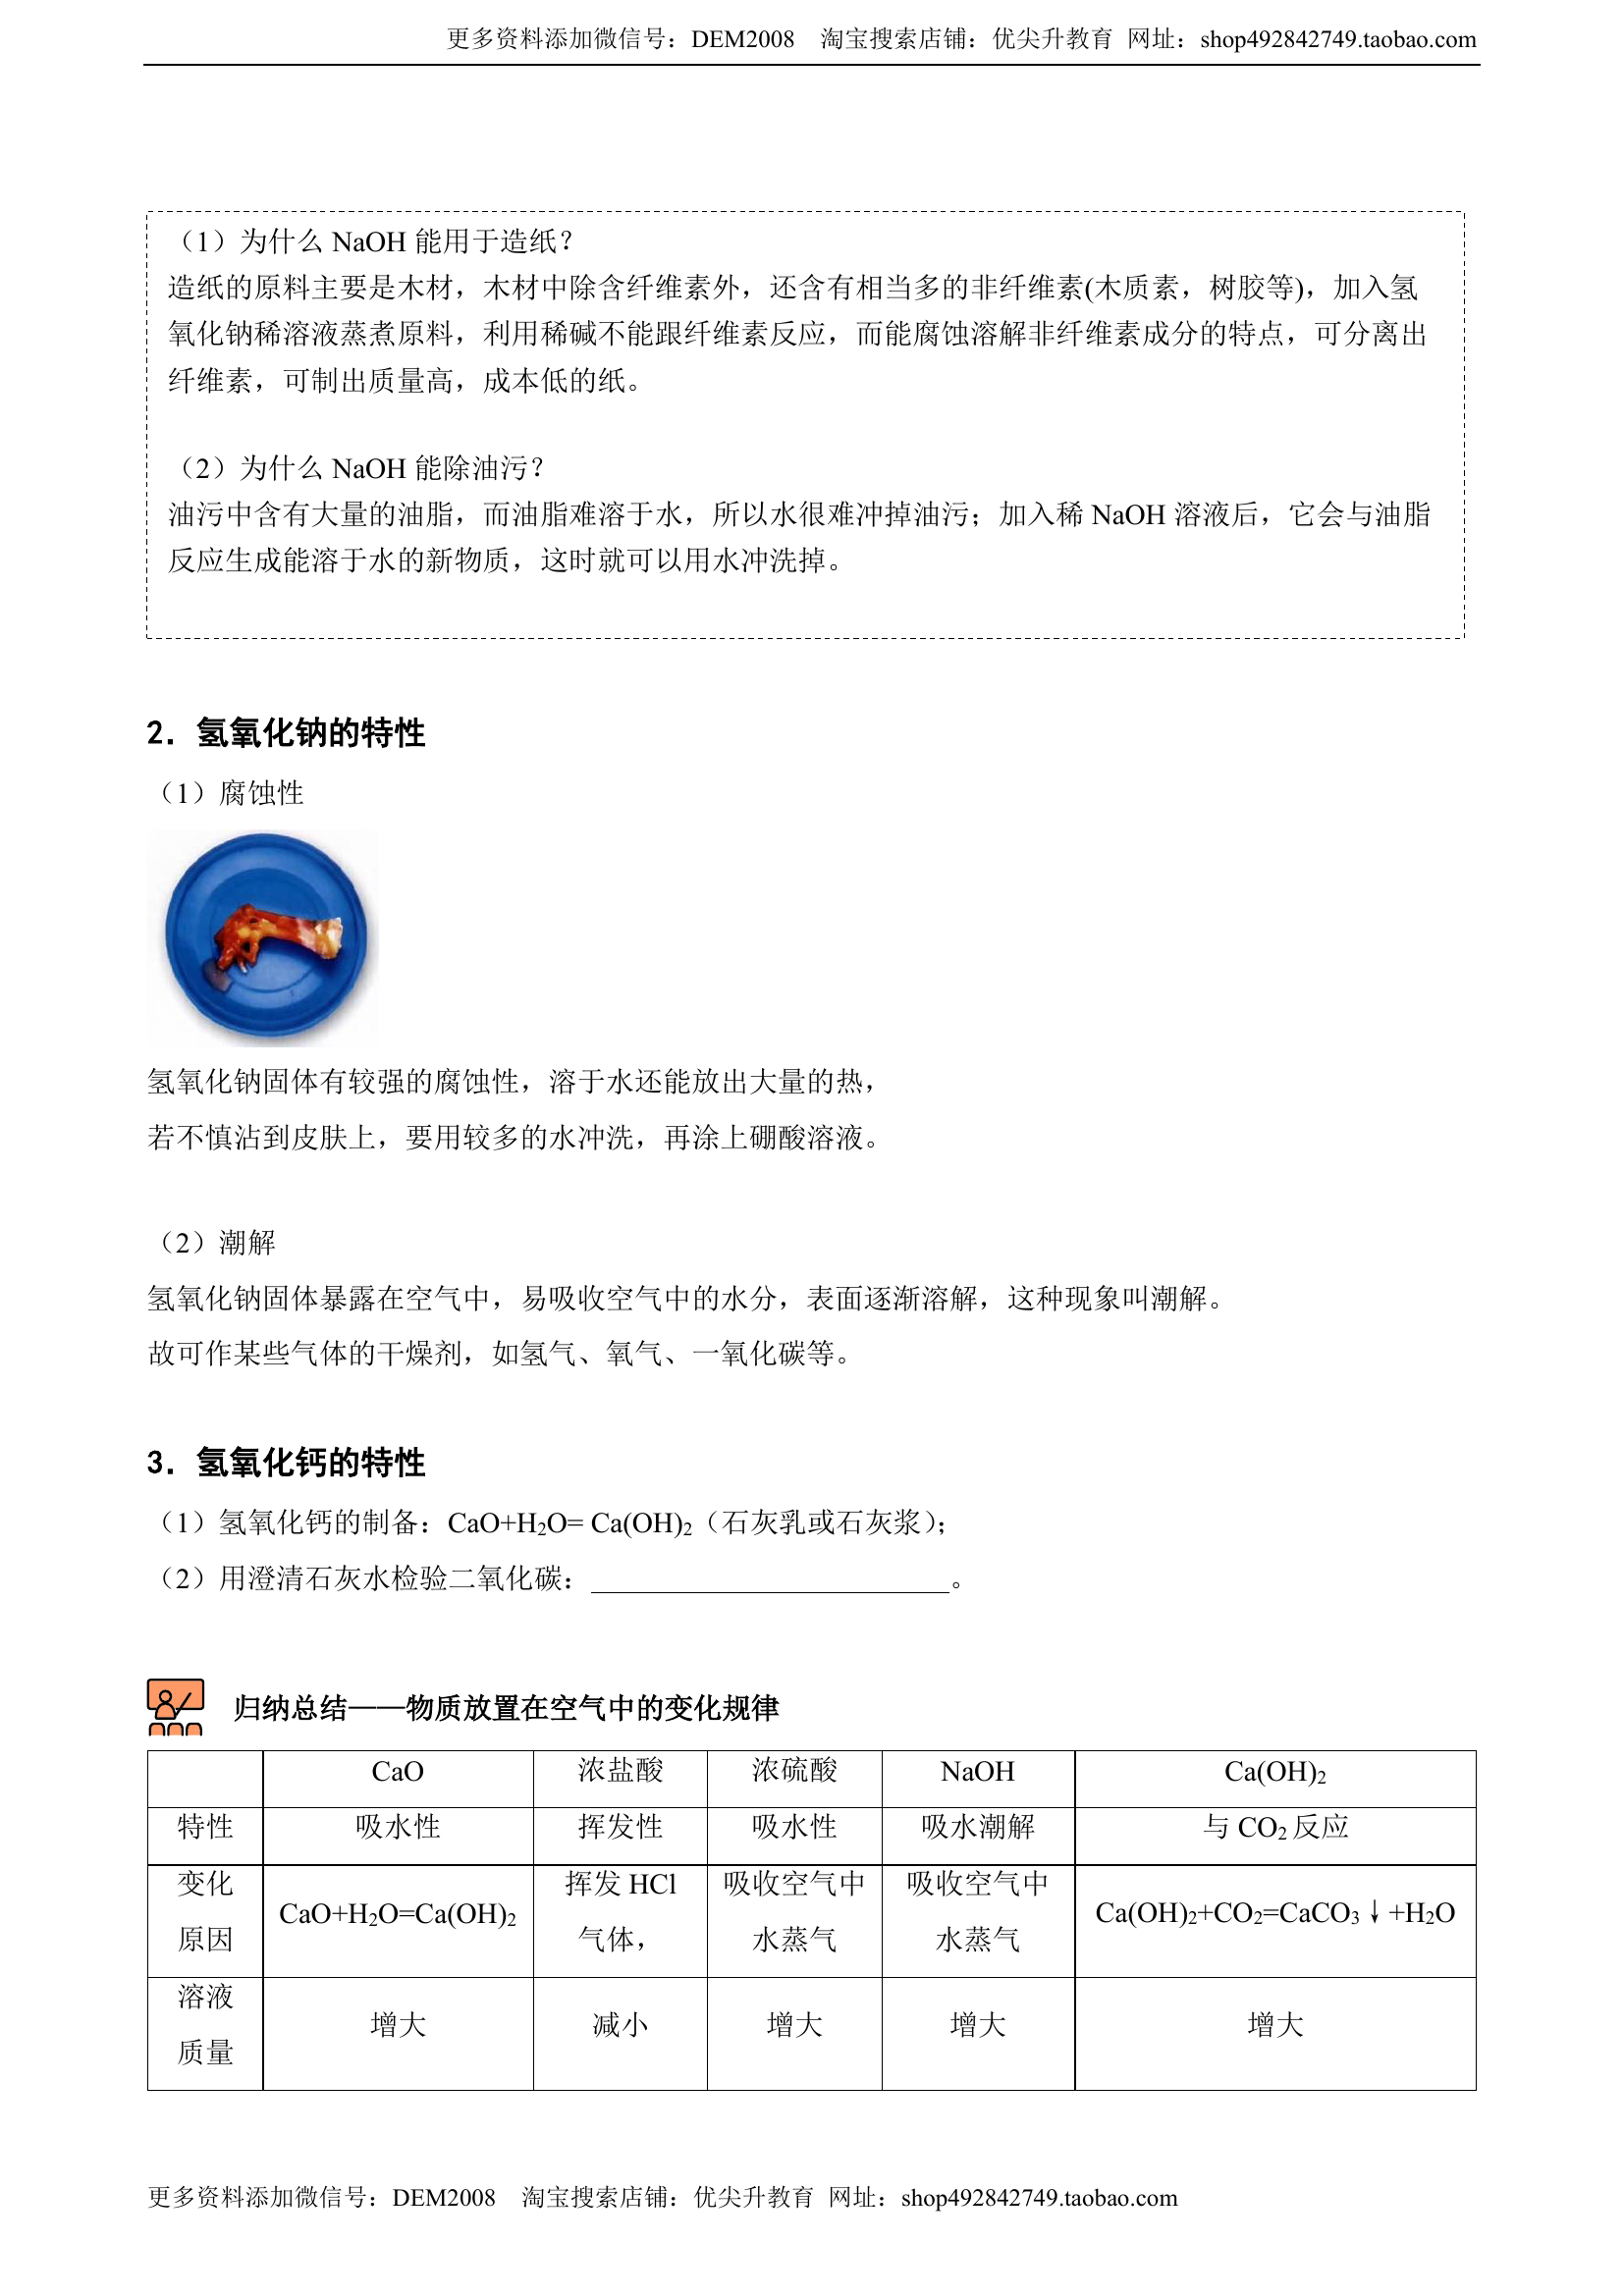 更多资料添加微信号：DEM2008    淘宝搜索店铺：优尖升教育  网址：shop492842749.taobao.com
（1）为什么 NaOH 能用于造纸？
造纸的原料主要是木材，木材中除含纤维素外，还含有相当多的非纤维素(木质素，树胶等)，加入氢
氧化钠稀溶液蒸煮原料，利用稀碱不能跟纤维素反应，而能腐蚀溶解非纤维素成分的特点，可分离出
纤维素，可制出质量高，成本低的纸。
（2）为什么 NaOH 能除油污？
油污中含有大量的油脂，而油脂难溶于水，所以水很难冲掉油污；加入稀 NaOH 溶液后，它会与油脂
反应生成能溶于水的新物质，这时就可以用水冲洗掉。
2．氢氧化钠的特性
（1）腐蚀性
氢氧化钠固体有较强的腐蚀性，溶于水还能放出大量的热，
若不慎沾到皮肤上，要用较多的水冲洗，再涂上硼酸溶液。
（2）潮解
氢氧化钠固体暴露在空气中，易吸收空气中的水分，表面逐渐溶解，这种现象叫潮解。
故可作某些气体的干燥剂，如氢气、氧气、一氧化碳等。
3．氢氧化钙的特性
（1）氢氧化钙的制备：CaO+H₂O= Ca(OH)₂（石灰乳或石灰浆）；
（2）用澄清石灰水检验二氧化碳：_________________________。
归纳总结——物质放置在空气中的变化规律
CaO 浓盐酸 浓硫酸 NaOH Ca(OH)₂
特性 吸水性 挥发性 吸水性 吸水潮解 与 CO₂ 反应
变化 挥发 HCl 吸收空气中 吸收空气中
CaO+H₂O=Ca(OH)₂ Ca(OH)₂+CO₂=CaCO₃↓+H₂O
原因 气体， 水蒸气 水蒸气
溶液
增大 减小 增大 增大 增大
质量
更多资料添加微信号：DEM2008    淘宝搜索店铺：优尖升教育  网址：shop492842749.taobao.com